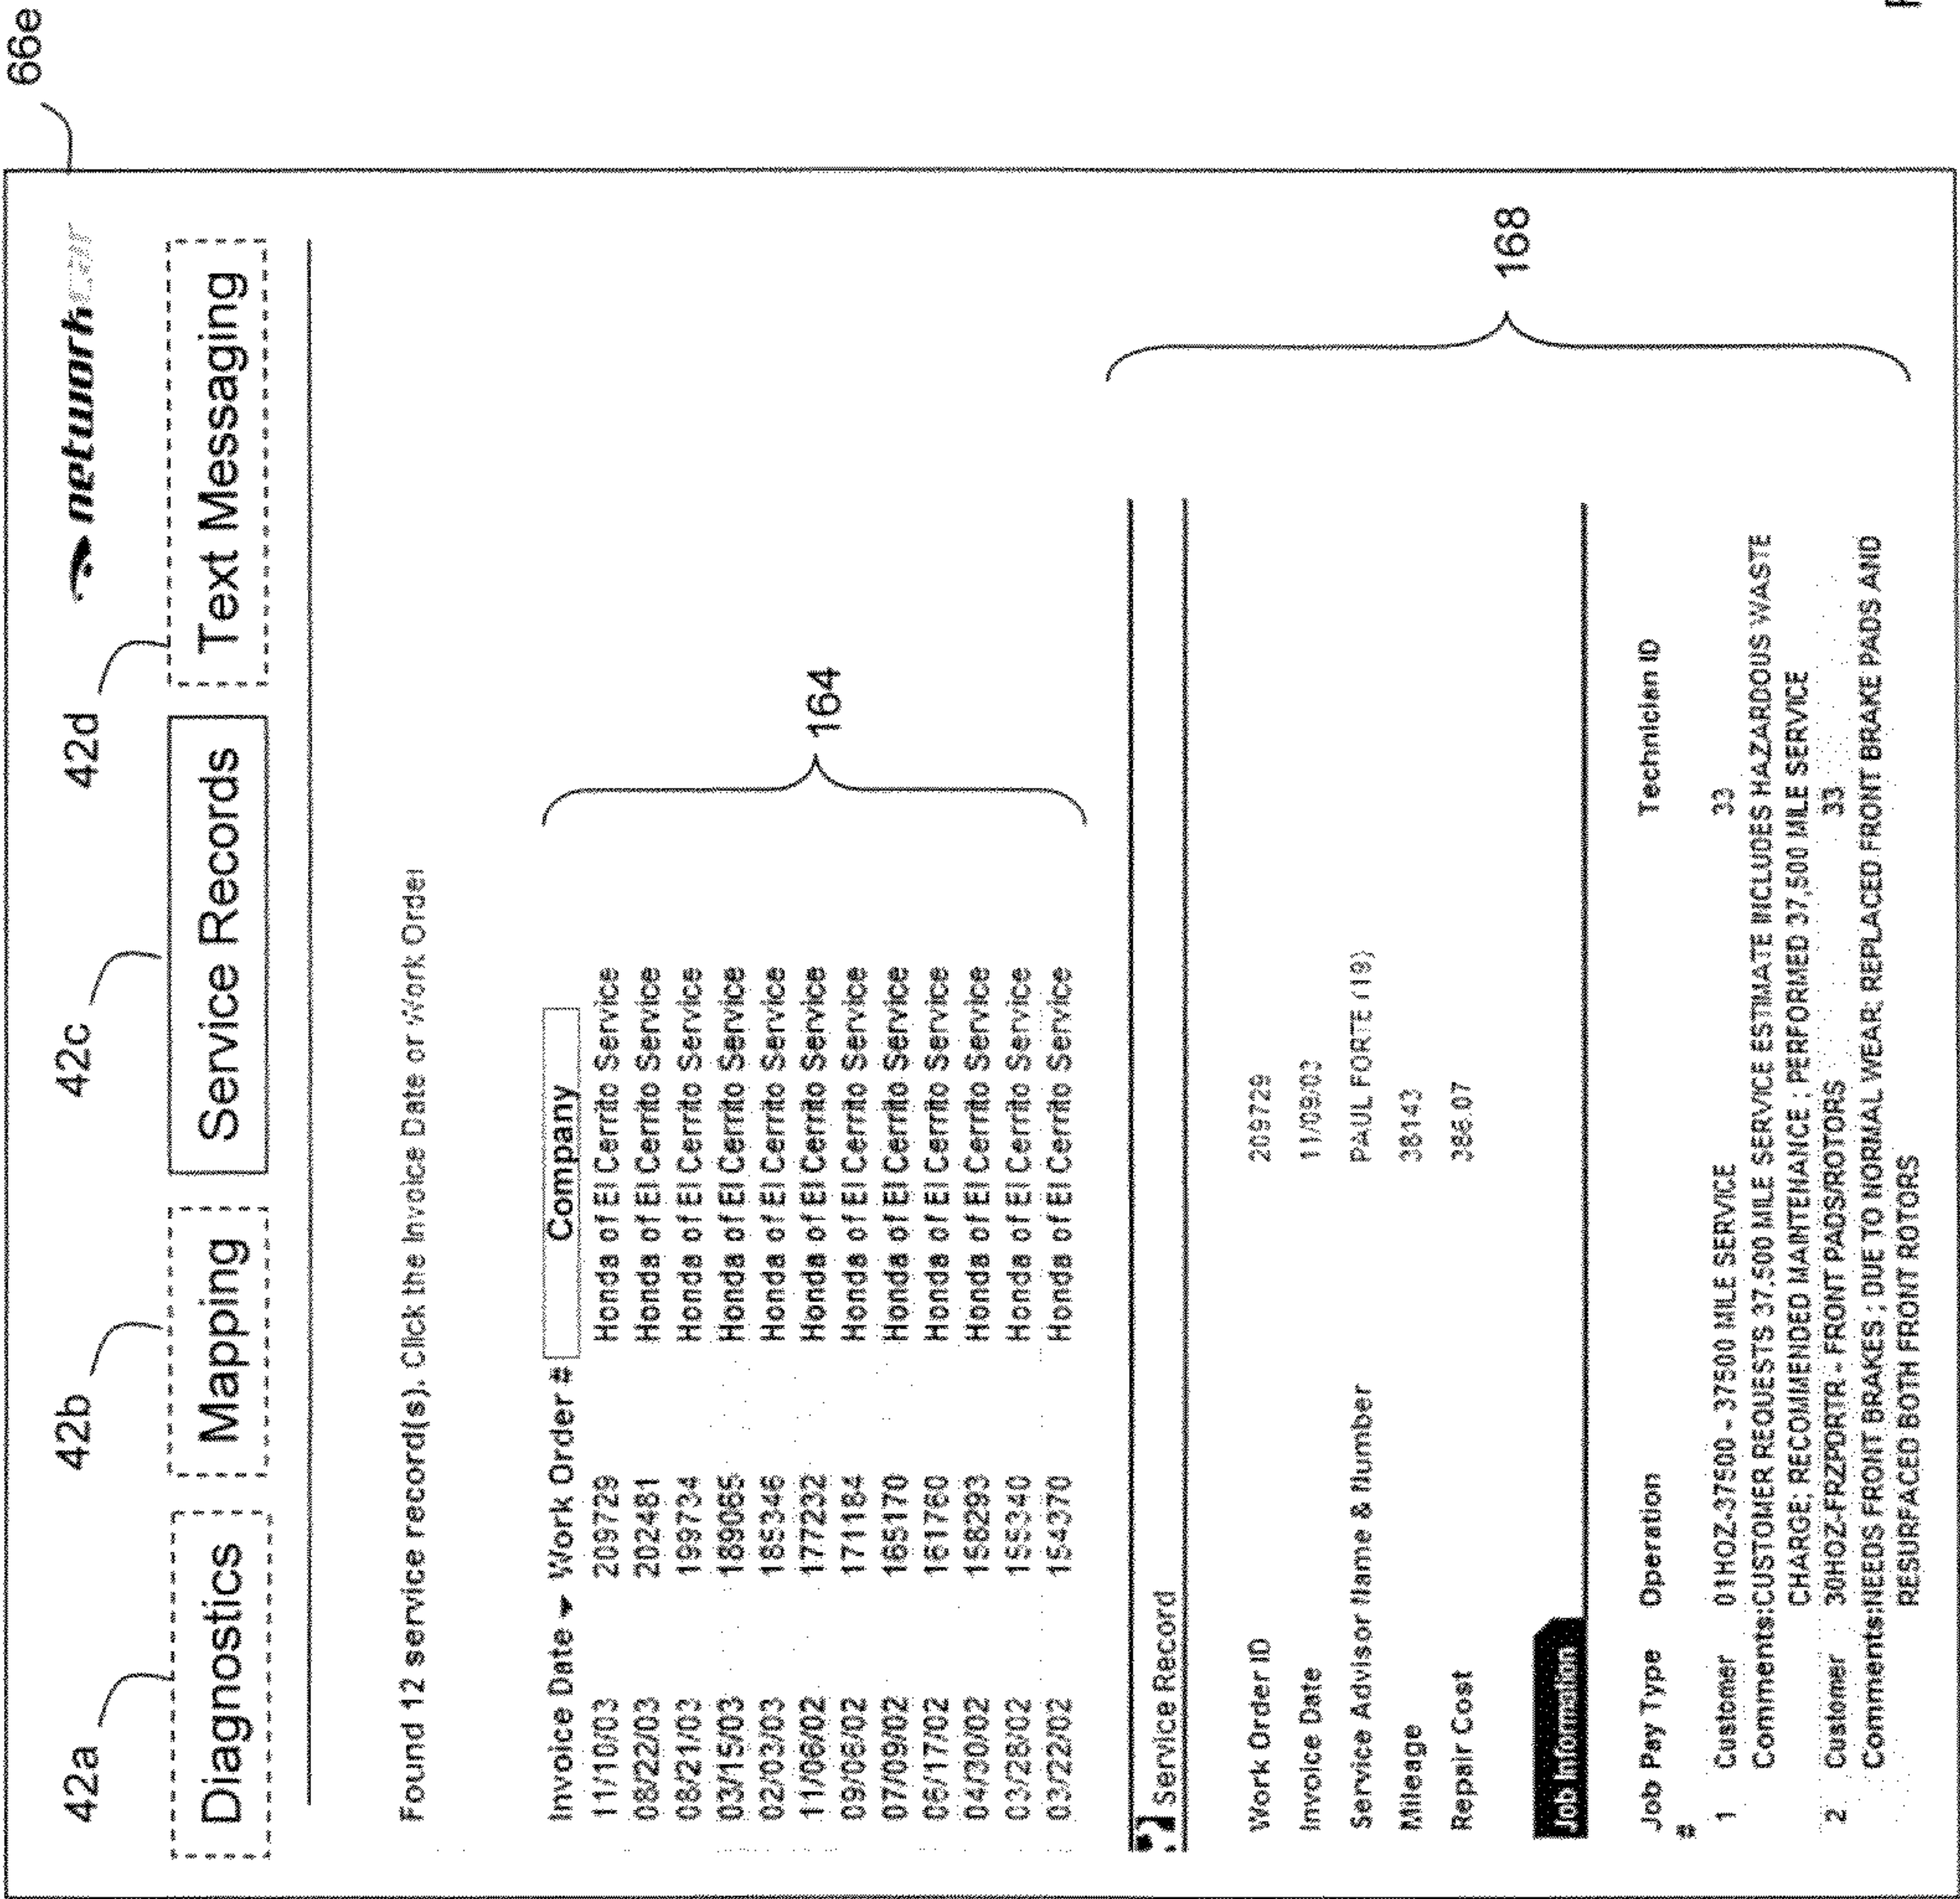 66e
networkcar
42a
42b
42c
42d
Diagnostics
Mapping
Service Records
Text Messaging
Found 12 service record(s). Click the Invoice Date or Work Order
Invoice Date Work Order # Company
11/10/03 209729 Honda of El Cerrito Service
08/22/03 202481 Honda of El Cerrito Service
08/21/03 199734 Honda of El Cerrito Service
03/15/03 189065 Honda of El Cerrito Service
02/03/03 185346 Honda of El Cerrito Service
11/06/02 177232 Honda of El Cerrito Service
09/06/02 171184 Honda of El Cerrito Service
07/09/02 165170 Honda of El Cerrito Service
06/17/02 161760 Honda of El Cerrito Service
04/30/02 158293 Honda of El Cerrito Service
03/28/02 155340 Honda of El Cerrito Service
03/22/02 154370 Honda of El Cerrito Service
164
Service Record
Work Order ID 209729
Invoice Date 11/09/03
Service Advisor Name & Number PAUL FORTE (19)
Mileage 38143
Repair Cost 386.07
168
Job Information
Job Pay Type Operation Technician ID
#
1 Customer 01HOZ-37500 - 37500 MILE SERVICE 33
Comments:CUSTOMER REQUESTS 37,500 MILE SERVICE ESTIMATE INCLUDES HAZARDOUS WASTE
CHARGE; RECOMMENDED MAINTENANCE ; PERFORMED 37,500 MILE SERVICE
2 Customer 30HOZ-FRZPDRTR - FRONT PADS/ROTORS 33
Comments:NEEDS FRONT BRAKES ; DUE TO NORMAL WEAR; REPLACED FRONT BRAKE PADS AND
RESURFACED BOTH FRONT ROTORS